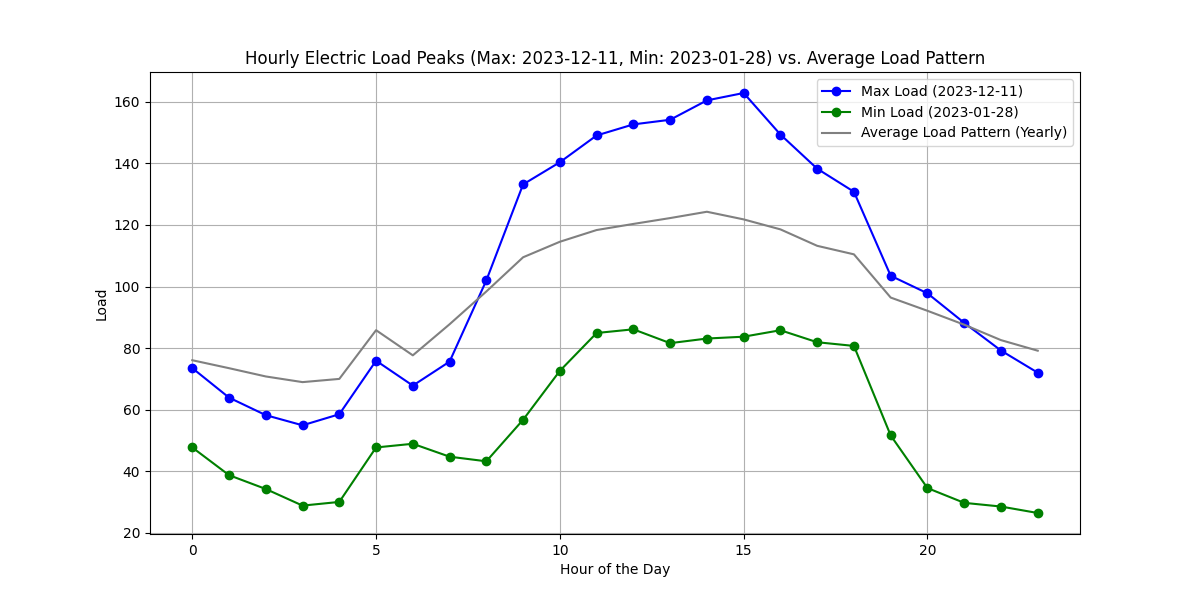 Hourly Electric Load Peaks (Max: 2023-12-11, Min: 2023-01-28) vs. Average Load Pattern
Max Load (2023-12-11)
Min Load (2023-01-28)
Average Load Pattern (Yearly)
Load
160
140
120
100
80
60
40
20
0 5 10 15 20
Hour of the Day